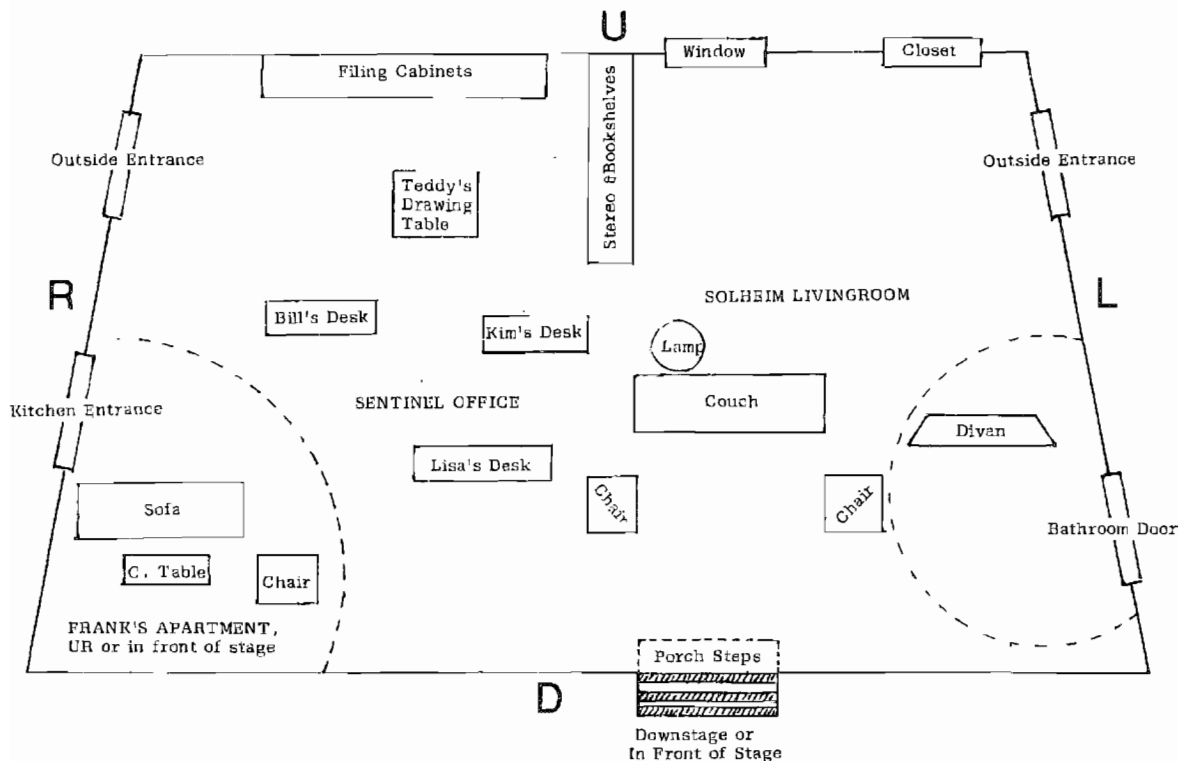 U
Window
Closet
Filing Cabinets
Stereo &Bookshelves
Outside Entrance
Outside Entrance
Teddy's
Drawing
Table
R
L
SOLHEIM LIVINGROOM
Bill's Desk
Kim's Desk
Lamp
Kitchen Entrance
SENTINEL OFFICE
Couch
Divan
Lisa's Desk
Sofa
Chair
Chair
Bathroom Door
C. Table
Chair
FRANK'S APARTMENT,
UR or in front of stage
Porch Steps
D
Downstage or
In Front of Stage